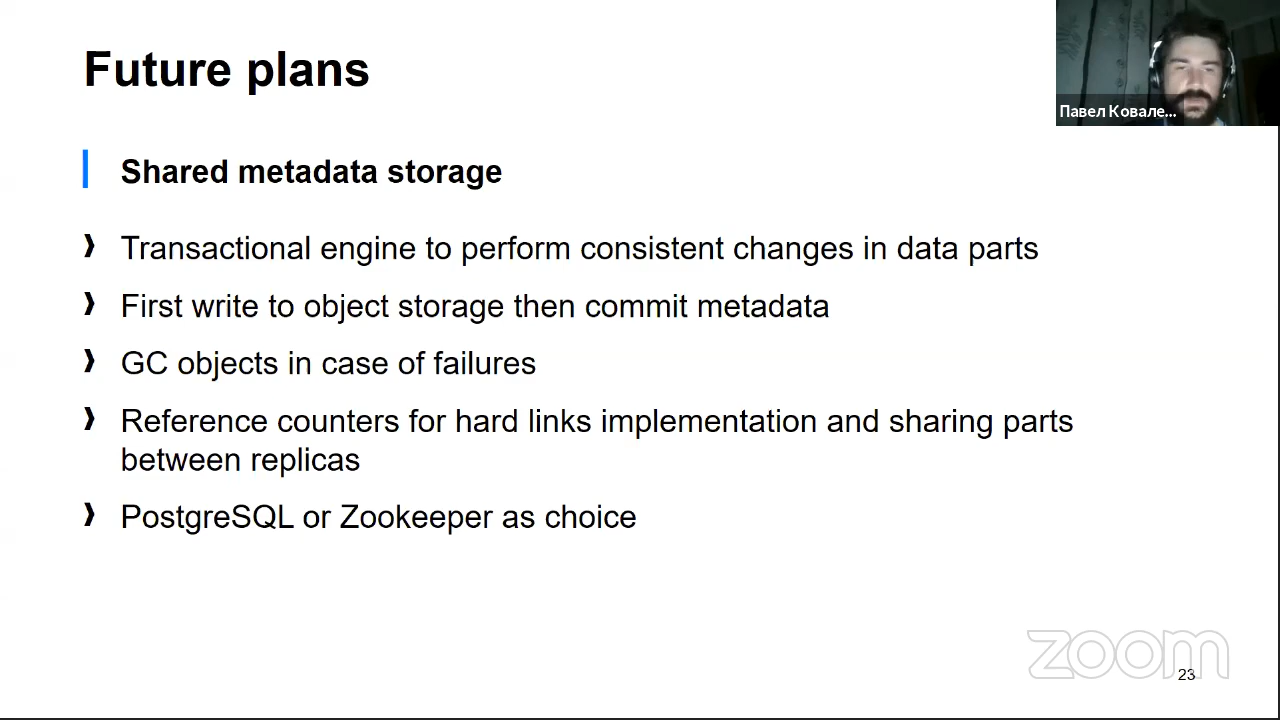 Future plans
Павел Ковале...
Shared metadata storage
❱ Transactional engine to perform consistent changes in data parts
❱ First write to object storage then commit metadata
❱ GC objects in case of failures
❱ Reference counters for hard links implementation and sharing parts
between replicas
❱ PostgreSQL or Zookeeper as choice
zoom
23